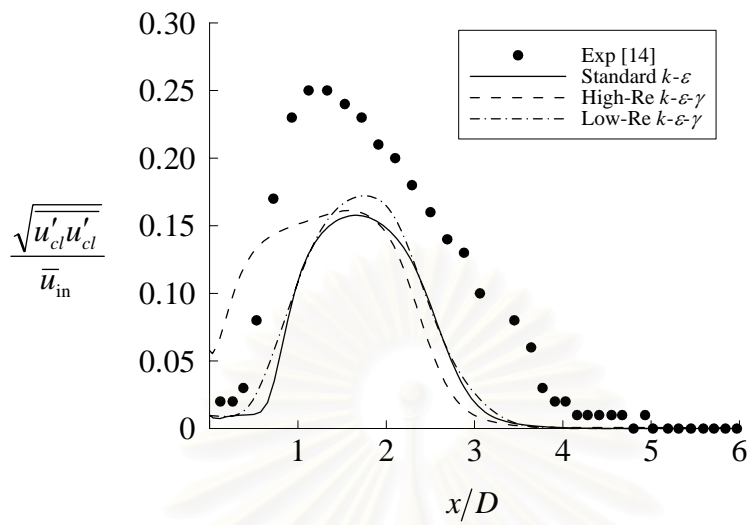 0.30
0.25
0.20
0.15
0.10
0.05
0
1
2
3
4
5
6
Exp [14]
Standard k-ε
High-Re k-ε-γ
Low-Re k-ε-γ
√u′cl u′cl
u̅in
x/D